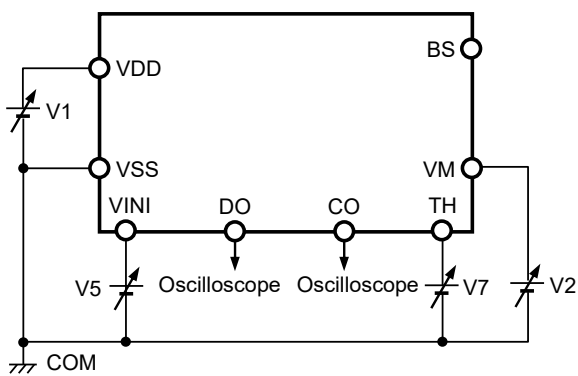 BS
VDD
V1
VSS
VM
VINI
DO
CO
TH
V5
Oscilloscope
Oscilloscope
V7
V2
COM